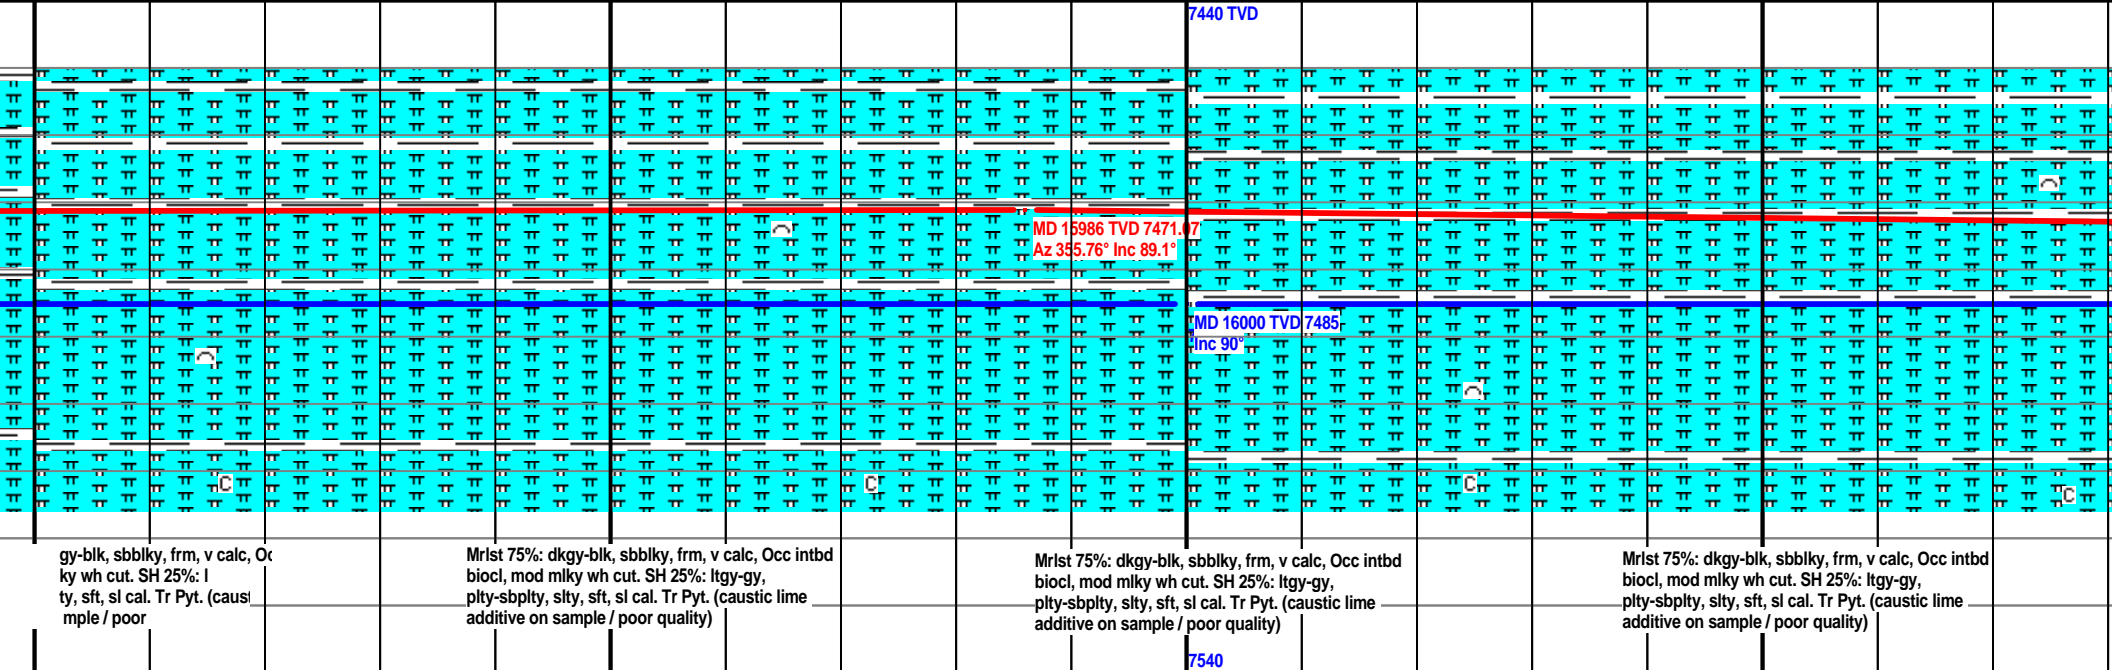 7440 TVD
MD 15986 TVD 7471.07'
Az 355.76° Inc 89.1°
MD 16000 TVD 7485
Inc 90°
C
C
C
C
gy-blk, sbblky, frm, v calc, Oc
ky wh cut. SH 25%: l
ty, sft, sl cal. Tr Pyt. (caust
mple / poor
Mrlst 75%: dkgy-blk, sbblky, frm, v calc, Occ intbd
biocl, mod mlky wh cut. SH 25%: ltgy-gy,
plty-sbplty, slty, sft, sl cal. Tr Pyt. (caustic lime
additive on sample / poor quality)
Mrlst 75%: dkgy-blk, sbblky, frm, v calc, Occ intbd
biocl, mod mlky wh cut. SH 25%: ltgy-gy,
plty-sbplty, slty, sft, sl cal. Tr Pyt. (caustic lime
additive on sample / poor quality)
Mrlst 75%: dkgy-blk, sbblky, frm, v calc, Occ intbd
biocl, mod mlky wh cut. SH 25%: ltgy-gy,
plty-sbplty, slty, sft, sl cal. Tr Pyt. (caustic lime
additive on sample / poor quality)
7540